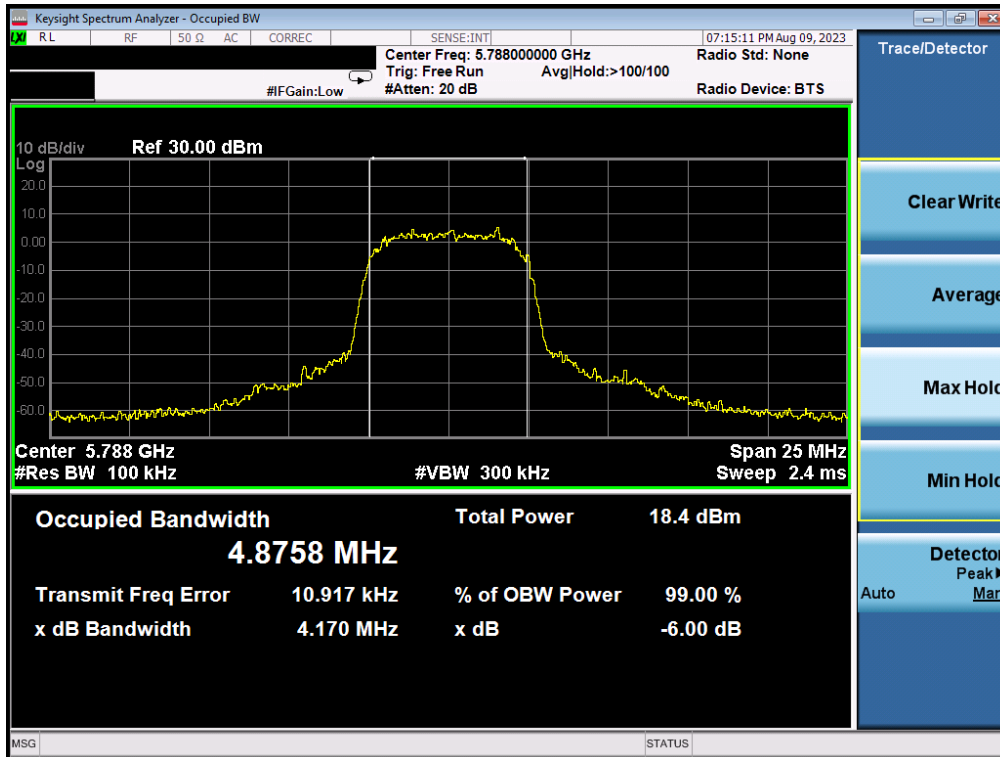 Keysight Spectrum Analyzer - Occupied BW
LXI RL RF 50 Ω AC CORREC SENSE:INT 07:15:11 PM Aug 09, 2023
Center Freq: 5.788000000 GHz Radio Std: None
Trig: Free Run Avg|Hold:>100/100
#IFGain:Low #Atten: 20 dB Radio Device: BTS
10 dB/div Ref 30.00 dBm
Log
20.0
10.0
0.00
-10.0
-20.0
-30.0
-40.0
-50.0
-60.0
Center 5.788 GHz Span 25 MHz
#Res BW 100 kHz #VBW 300 kHz Sweep 2.4 ms
Occupied Bandwidth Total Power 18.4 dBm
4.8758 MHz
Transmit Freq Error 10.917 kHz % of OBW Power 99.00 %
x dB Bandwidth 4.170 MHz x dB -6.00 dB
MSG STATUS
Trace/Detector
Clear Write
Average
Max Hold
Min Hold
Detector
Peak
Auto Man